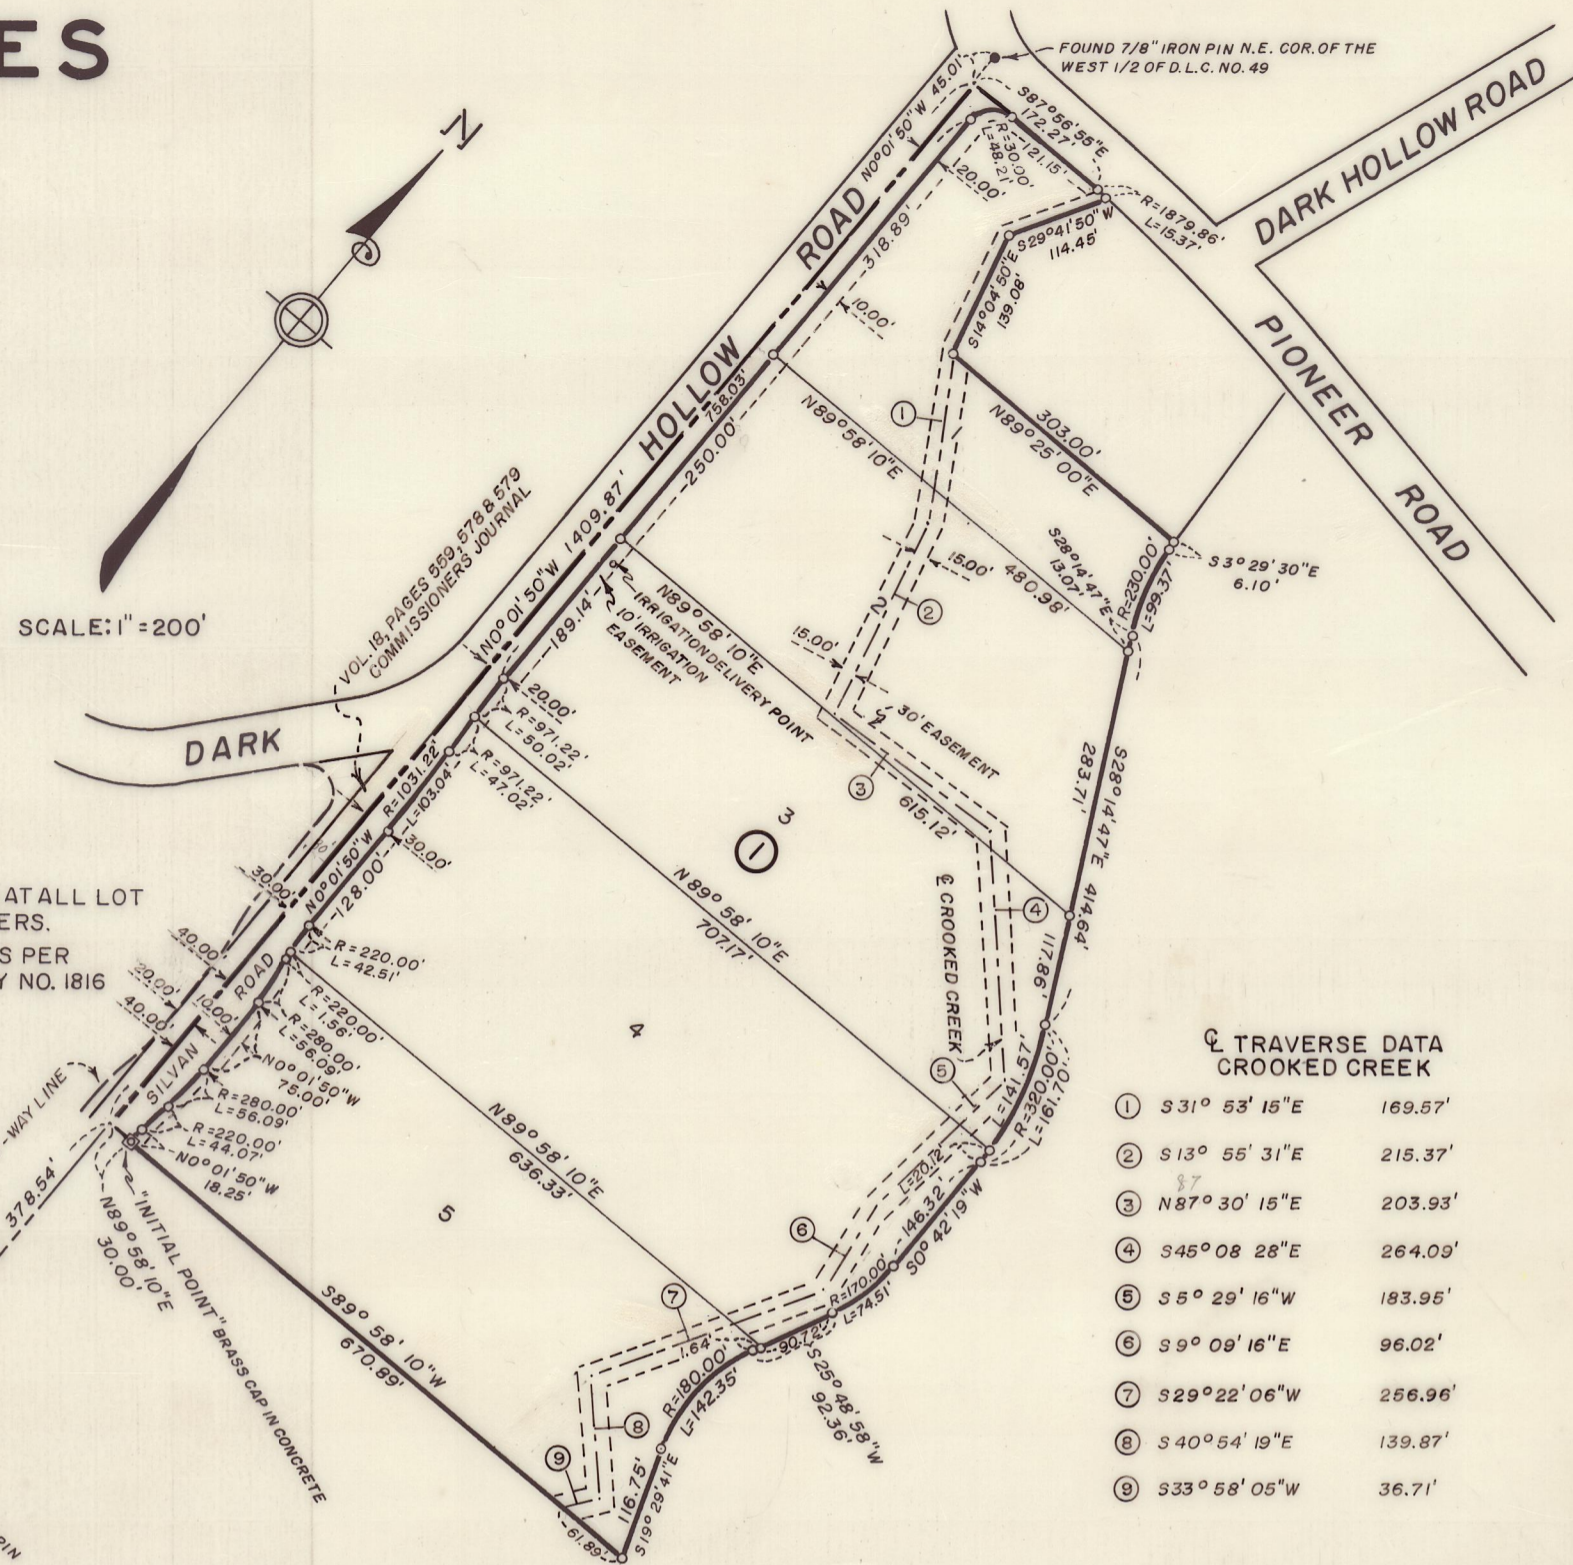 ES
FOUND 7/8" IRON PIN N.E. COR. OF THE
WEST 1/2 OF D.L.C. NO. 49
N
SCALE: 1" = 200'
DARK HOLLOW ROAD
PIONEER ROAD
DARK
HOLLOW
ROAD
SILVAN
ROAD
N0°01'50"W 45.01'
S87°56'55"E
172.27'
121.15'
R=30.00'
L=48.21'
20.00'
R=1879.86'
L=15.37'
S29°41'50"W
114.45'
S14°04'50"E
139.08'
318.89'
10.00'
758.03'
250.00'
N89°58'10"E
480.98'
303.00'
N89°25'00"E
1
S28°14'47"E
13.07'
R=230.00'
L=99.37'
S3°29'30"E
6.10'
15.00'
2
2
15.00'
VOL. 18, PAGES 559, 578 & 579
COMMISSIONERS JOURNAL
N0°01'50"W 1409.87'
189.14'
N89°58'10"E
615.12'
IRRIGATION DELIVERY POINT
10' IRRIGATION
EASEMENT
℄ 30' EASEMENT
3
3
1
20.00'
R=971.22'
L=50.02'
R=971.22'
L=47.02'
R=1031.22'
L=103.04'
30.00'
N0°01'50"W
128.00'
30.00'
N89°58'10"E
707.17'
℄ CROOKED CREEK
4
283.71'
S28°14'47"E 414.64'
117.86'
AT ALL LOT
ERS.
S PER
Y NO. 1816
40.00'
20.00'
40.00'
10.00'
R=220.00'
L=42.51'
R=220.00'
L=1.56'
R=280.00'
L=56.09'
N0°01'50"W
75.00'
R=280.00'
L=56.09'
R=220.00'
L=44.07'
N0°01'50"W
18.25'
4
5
L=141.57'
R=320.00'
L=161.70'
L=20.12'
146.32'
S0°42'19"W
N89°58'10"E
636.33'
5
6
7
R=170.00'
L=74.51'
90.72'
1.64'
S25°48'58"W
92.36'
R=180.00'
L=142.35'
8
9
116.75'
S19°29'41"E
61.89'
S89°58'10"W
670.89'
-WAY LINE
378.54'
"INITIAL POINT" BRASS CAP IN CONCRETE
N89°58'10"E
30.00'
PIN
℄ TRAVERSE DATA
CROOKED CREEK
1 S31° 53' 15"E 169.57'
2 S13° 55' 31"E 215.37'
87
3 N87° 30' 15"E 203.93'
4 S45° 08 28"E 264.09'
5 S5° 29' 16"W 183.95'
6 S9° 09' 16"E 96.02'
7 S29° 22' 06"W 256.96'
8 S40° 54' 19"E 139.87'
9 S33° 58' 05"W 36.71'